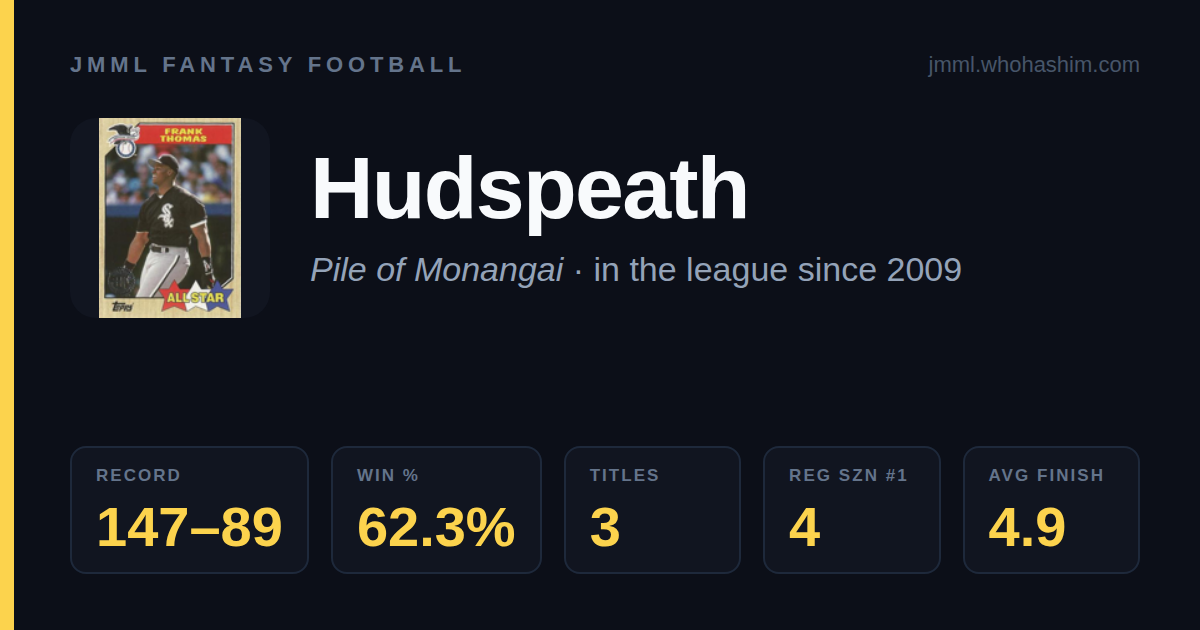 JMML FANTASY FOOTBALL
jmml.whohashim.com
FRANK
THOMAS
ALL STAR
Topps
Hudspeath
Pile of Monangai · in the league since 2009
RECORD
147–89
WIN %
62.3%
TITLES
3
REG SZN #1
4
AVG FINISH
4.9